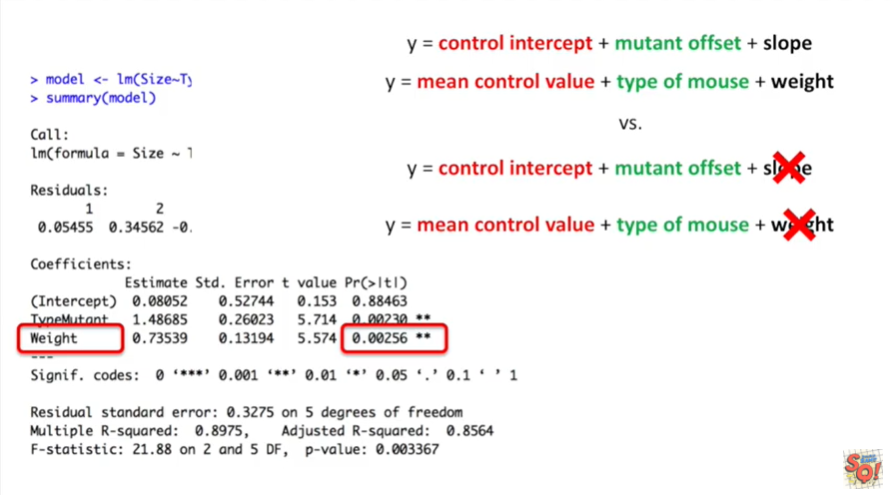 y = control intercept + mutant offset + slope
y = mean control value + type of mouse + weight
vs.
y = control intercept + mutant offset + slope
y = mean control value + type of mouse + weight
> model <- lm(Size~Ty
> summary(model)
Call:
lm(formula = Size ~ T
Residuals:
1 2
0.05455 0.34562 -0.
Coefficients:
Estimate Std. Error t value Pr(>|t|)
(Intercept) 0.08052 0.52744 0.153 0.88463
TypeMutant 1.48685 0.26023 5.714 0.00230 **
Weight 0.73539 0.13194 5.574 0.00256 **
---
Signif. codes: 0 ‘***’ 0.001 ‘**’ 0.01 ‘*’ 0.05 ‘.’ 0.1 ‘ ’ 1
Residual standard error: 0.3275 on 5 degrees of freedom
Multiple R-squared: 0.8975, Adjusted R-squared: 0.8564
F-statistic: 21.88 on 2 and 5 DF, p-value: 0.003367
SQ!